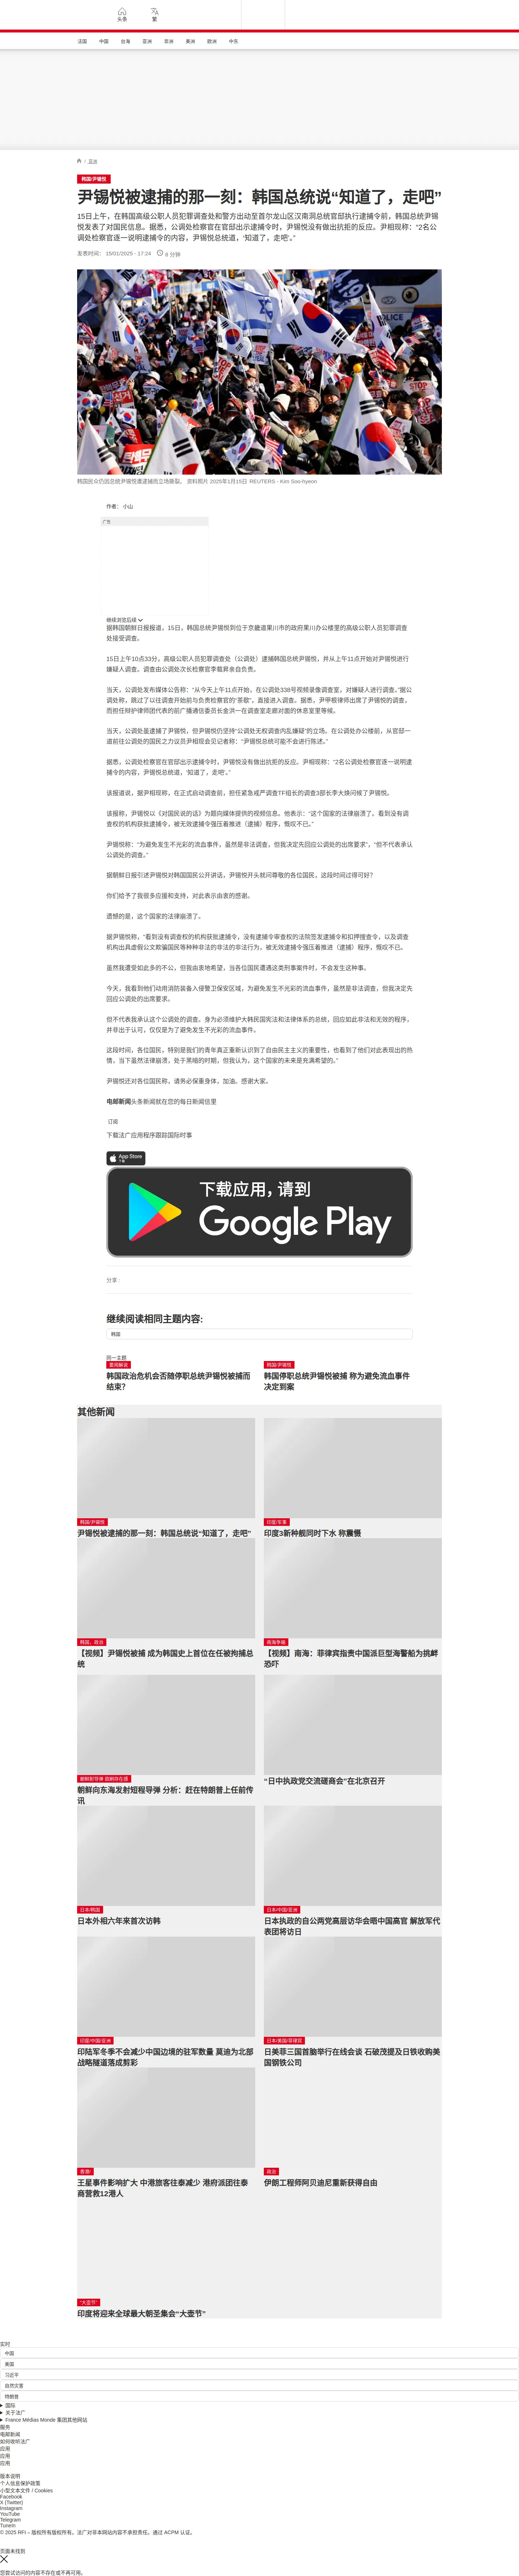 头条
繁
法国
中国
台海
亚洲
非洲
美洲
欧洲
中东
/ 亚洲
韩国/尹锡悦
尹锡悦被逮捕的那一刻：韩国总统说“知道了，走吧”
15日上午，在韩国高级公职人员犯罪调查处和警方出动至首尔龙山区汉南洞总统官邸执行逮捕令前，韩国总统尹锡
悦发表了对国民信息。据悉，公调处检察官在官邸出示逮捕令时，尹锡悦没有做出抗拒的反应。尹相现称：“2名公
调处检察官逐一说明逮捕令的内容，尹锡悦总统道，‘知道了，走吧’。”
发表时间： 15/01/2025 - 17:24
8 分钟
韩国民众仍因总统尹锡悦遭逮捕而立场撕裂。 资料照片 2025年1月15日 REUTERS - Kim Soo-hyeon
作者： 小山
广告
继续浏览后续
据韩国朝鲜日报报道，15日，韩国总统尹锡悦到位于京畿道果川市的政府果川办公楼里的高级公职人员犯罪调查
处接受调查。
15日上午10点33分，高级公职人员犯罪调查处（公调处）逮捕韩国总统尹锡悦，并从上午11点开始对尹锡悦进行
嫌疑人调查。调查由公调处次长检察官李载昇亲自负责。
当天，公调处发布媒体公告称：“从今天上午11点开始，在公调处338号视频录像调查室，对嫌疑人进行调查。”据公
调处称，跳过了以往调查开始前与负责检察官的“茶歇”，直接进入调查。据悉，尹甲根律师出席了尹锡悦的调查，
而担任辩护律师团代表的前广播通信委员长金洪一在调查室走廊对面的休息室里等候。
当天，公调处虽逮捕了尹锡悦，但尹锡悦仍坚持“公调处无权调查内乱嫌疑”的立场。在公调处办公楼前，从官邸一
道前往公调处的国民之力议员尹相现会见记者称：“尹锡悦总统可能不会进行陈述。”
据悉，公调处检察官在官邸出示逮捕令时，尹锡悦没有做出抗拒的反应。尹相现称：“2名公调处检察官逐一说明逮
捕令的内容，尹锡悦总统道，‘知道了，走吧’。”
该报道说，据尹相现称，在正式启动调查前，担任紧急戒严调查TF组长的调查3部长李大焕问候了尹锡悦。
该报称，尹锡悦以《对国民说的话》为题向媒体提供的视频信息。他表示：“这个国家的法律崩溃了。看到没有调
查权的机构获批逮捕令，被无效逮捕令强压着推进（逮捕）程序，慨叹不已。”
尹锡悦称：“为避免发生不光彩的流血事件，虽然是非法调查，但我决定先回应公调处的出席要求”，“但不代表承认
公调处的调查。”
据朝鲜日报引述尹锡悦对韩国国民公开讲话，尹锡悦开头就问尊敬的各位国民，这段时间过得可好?
你们给予了我很多应援和支持，对此表示由衷的感谢。
遗憾的是，这个国家的法律崩溃了。
据尹锡悦称，“看到没有调查权的机构获批逮捕令，没有逮捕令审查权的法院签发逮捕令和扣押搜查令，以及调查
机构出具虚假公文欺骗国民等种种非法的非法的非法行为，被无效逮捕令强压着推进（逮捕）程序，慨叹不已。
虽然我遭受如此多的不公，但我由衷地希望，当各位国民遭遇这类刑事案件时，不会发生这种事。
今天，我看到他们动用消防装备入侵警卫保安区域，为避免发生不光彩的流血事件，虽然是非法调查，但我决定先
回应公调处的出席要求。
但不代表我承认这个公调处的调查。身为必须维护大韩民国宪法和法律体系的总统，回应如此非法和无效的程序，
并非出于认可，仅仅是为了避免发生不光彩的流血事件。
这段时间，各位国民，特别是我们的青年真正重新认识到了自由民主主义的重要性，也看到了他们对此表现出的热
情，当下虽然法律崩溃，处于黑暗的时期，但我认为，这个国家的未来是充满希望的。”
尹锡悦还对各位国民称，请务必保重身体，加油。感谢大家。
电邮新闻头条新闻就在您的每日新闻信里
订阅
下载法广应用程序跟踪国际时事
App Store
下载
下载应用，请到
Google Play
分享 :
继续阅读相同主题内容:
韩国
同一主题
要闻解说
韩国政治危机会否随停职总统尹锡悦被捕而
结束？
韩国/尹锡悦
韩国停职总统尹锡悦被捕 称为避免流血事件
决定到案
其他新闻
韩国/尹锡悦
尹锡悦被逮捕的那一刻：韩国总统说“知道了，走吧”
印度/军事
印度3新种舰同时下水 称震慑
韩国、政治
【视频】尹锡悦被捕 成为韩国史上首位在任被拘捕总
统
南海争端
【视频】南海：菲律宾指责中国派巨型海警船为挑衅
恐吓
朝鲜射导弹 提醒存在感
朝鲜向东海发射短程导弹 分析：赶在特朗普上任前传
讯
“日中执政党交流磋商会”在北京召开
日本/韩国
日本外相六年来首次访韩
日本/中国/亚洲
日本执政的自公两党高层访华会晤中国高官 解放军代
表团将访日
印度/中国/亚洲
印陆军冬季不会减少中国边境的驻军数量 莫迪为北部
战略隧道落成剪彩
日本/美国/菲律宾
日美菲三国首脑举行在线会谈 石破茂提及日铁收购美
国钢铁公司
香港/
王星事件影响扩大 中港旅客往泰减少 港府派团往泰
商营救12港人
政治
伊朗工程师阿贝迪尼重新获得自由
“大壶节”
印度将迎来全球最大朝圣集会“大壶节”
实时
中国
美国
习近平
自然灾害
特朗普
国际
关于法广
France Médias Monde 集团其他网站
服务
电邮新闻
如何收听法广
应用
应用
应用
版本说明
个人信息保护政策
小型文本文件 / Cookies
Facebook
X (Twitter)
Instagram
YouTube
Telegram
TuneIn
© 2025 RFI – 版权所有版权所有。法广对非本网站内容不承担责任。通过 ACPM 认证。
页面未找到
您尝试访问的内容不存在或不再可用。